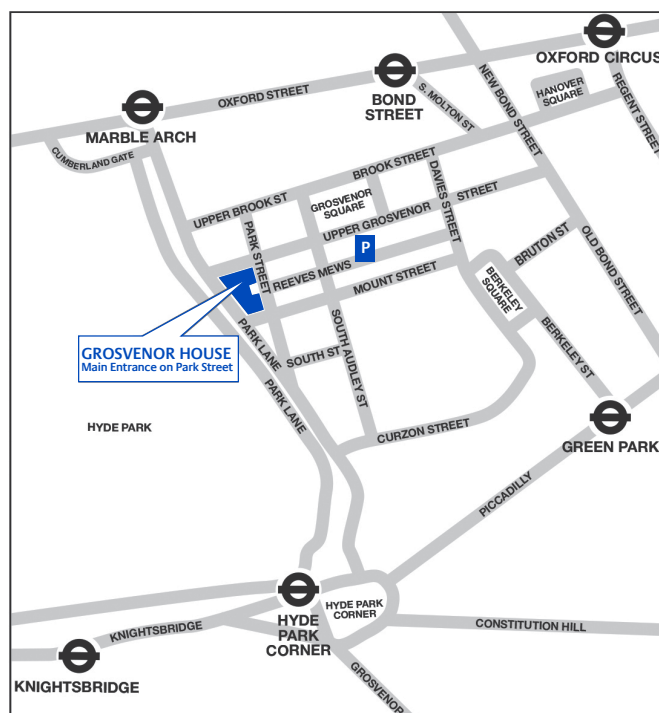 OXFORD CIRCUS
NEW BOND STREET
HANOVER
SQUARE
REGENT STREET
BOND
STREET
S. MOLTON ST
OXFORD STREET
MARBLE ARCH
CUMBERLAND GATE
BROOK STREET
UPPER BROOK ST
GROSVENOR
SQUARE
DAVIES STREET
UPPER GROSVENOR STREET
PARK STREET
P
REEVES MEWS
MOUNT STREET
BERKELEY
SQUARE
BRUTON ST
OLD BOND STREET
GROSVENOR HOUSE
Main Entrance on Park Street
PARK LANE
PARK LANE
SOUTH ST
SOUTH AUDLEY ST
BERKELEY ST
CURZON STREET
HYDE PARK
GREEN PARK
PICCADILLY
HYDE PARK
CORNER
HYDE
PARK
CORNER
CONSTITUTION HILL
KNIGHTSBRIDGE
KNIGHTSBRIDGE
GROSVENOR